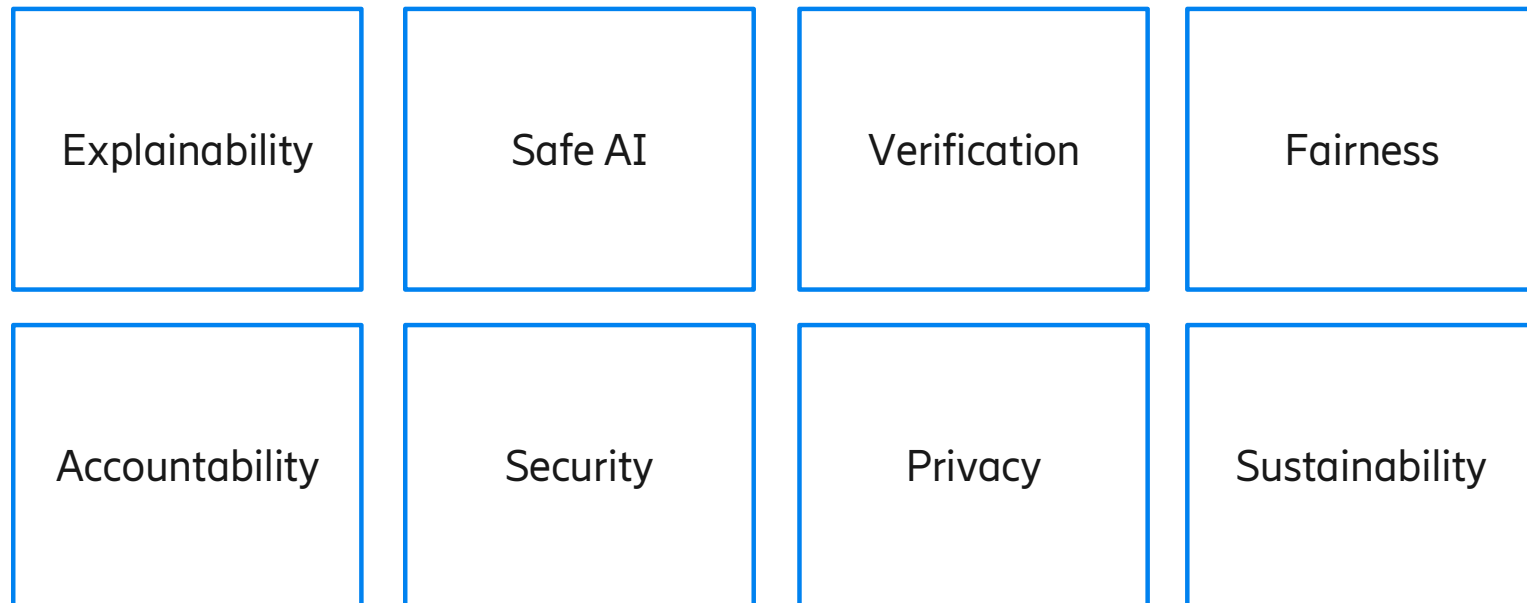 Explainability
Safe AI
Verification
Fairness
Accountability
Security
Privacy
Sustainability